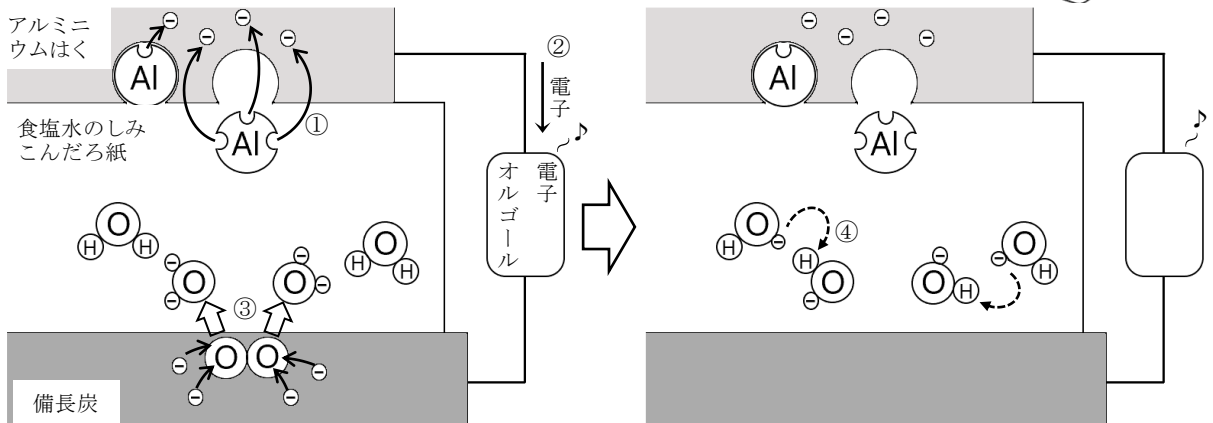 アルミニ
ウムはく
Al
①
Al
② 電子
♪
食塩水のしみ
こんだろ紙
電子
オルゴール
O
H
H
O
O
O
H
H
③
O
O
備長炭
Al
Al
♪
O
H
④
H
O
O
H
O
H